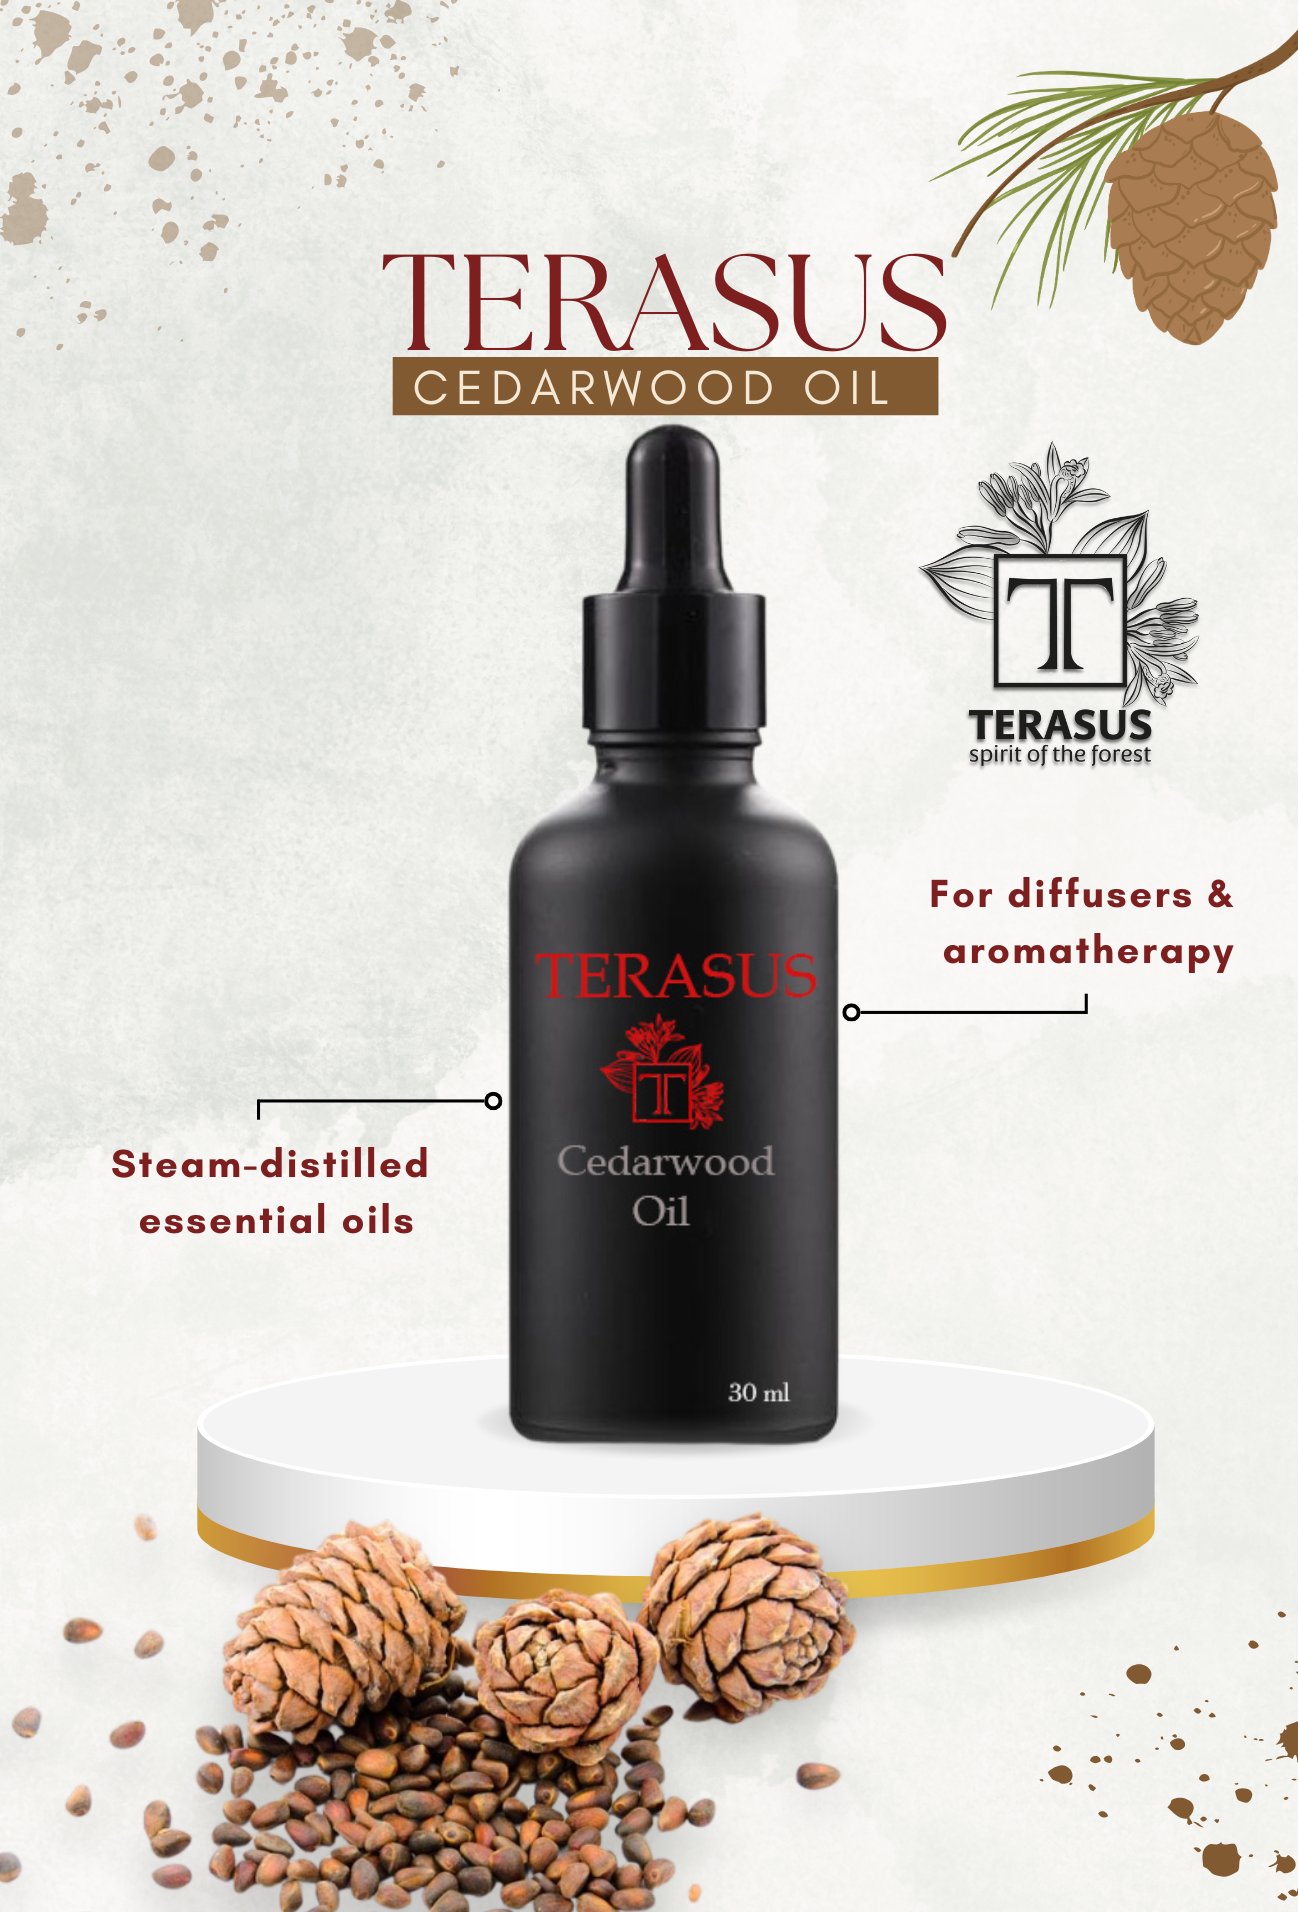 TERASUS
CEDARWOOD OIL
T
TERASUS
spirit of the forest
For diffusers &
aromatherapy
TERASUS
T
Cedarwood
Oil
Steam-distilled
essential oils
30 ml